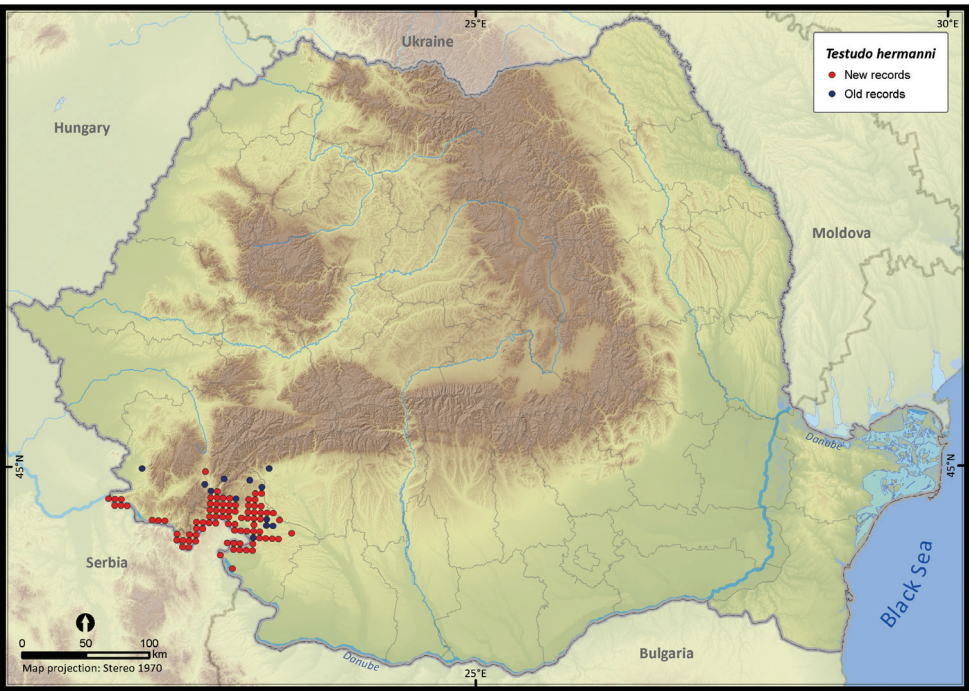 25°E
30°E
Ukraine
Testudo hermanni
New records
Old records
Hungary
Moldova
Danube
45°N
45°N
Serbia
Black Sea
0 50 100
km
Map projection: Stereo 1970
Danube
Bulgaria
25°E